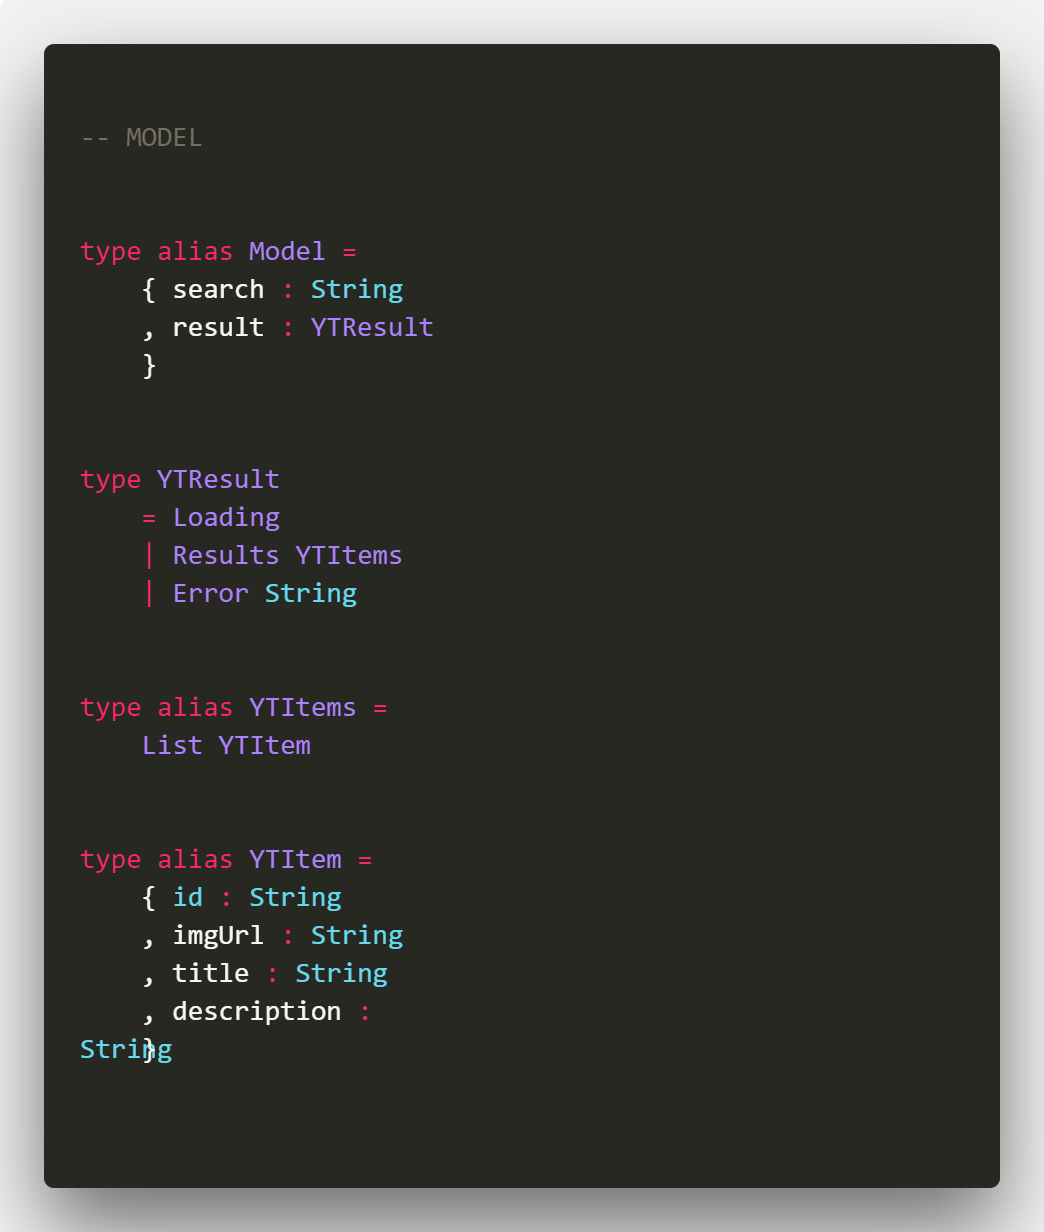 -- MODEL
type alias Model =
{ search : String
, result : YTResult
}
type YTResult
= Loading
| Results YTItems
| Error String
type alias YTItems =
List YTItem
type alias YTItem =
{ id : String
, imgUrl : String
, title : String
, description :
String
}